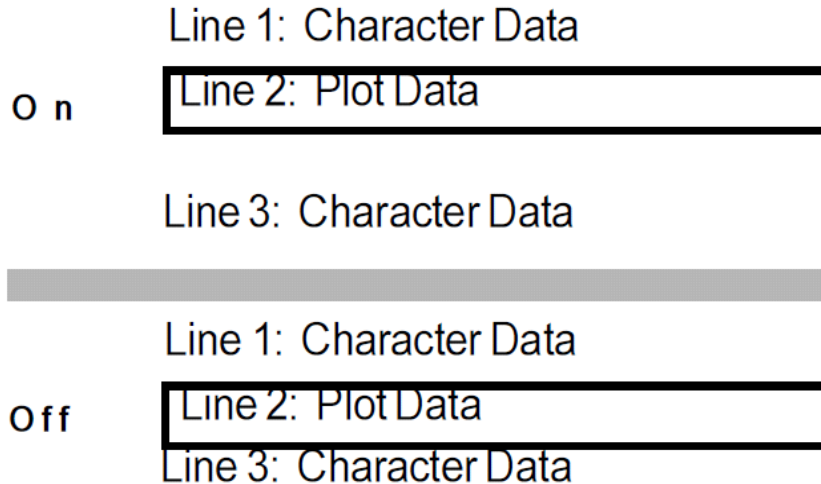 Line 1: Character Data
On
Line 2: Plot Data
Line 3: Character Data
Line 1: Character Data
Off
Line 2: Plot Data
Line 3: Character Data